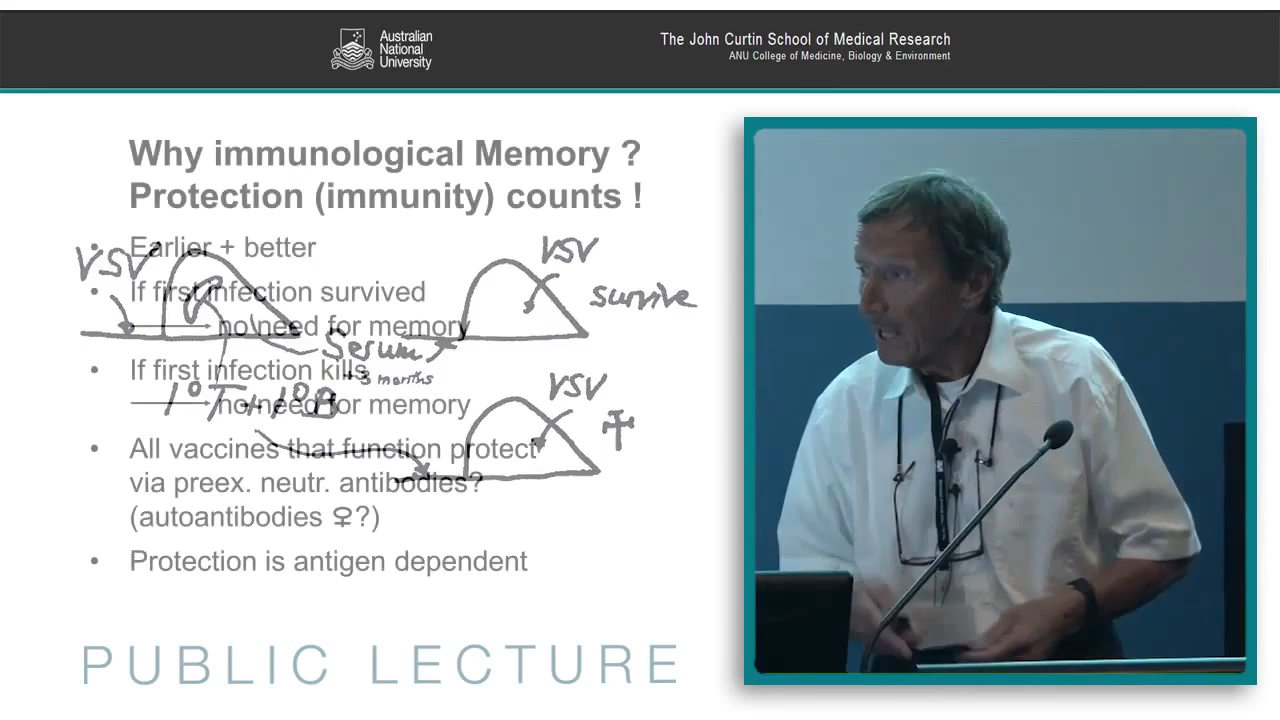 Australian
National
University
The John Curtin School of Medical Research
ANU College of Medicine, Biology & Environment
Why immunological Memory ?
Protection (immunity) counts !
• Earlier + better
• If first infection survived
no need for memory
• If first infection kills
no need for memory
• All vaccines that function protect
via preex. neutr. antibodies?
(autoantibodies ♀?)
• Protection is antigen dependent
VSV
VSV
survive
Serum
+ 3 months
1° T + 1° B
VSV
PUBLIC LECTURE